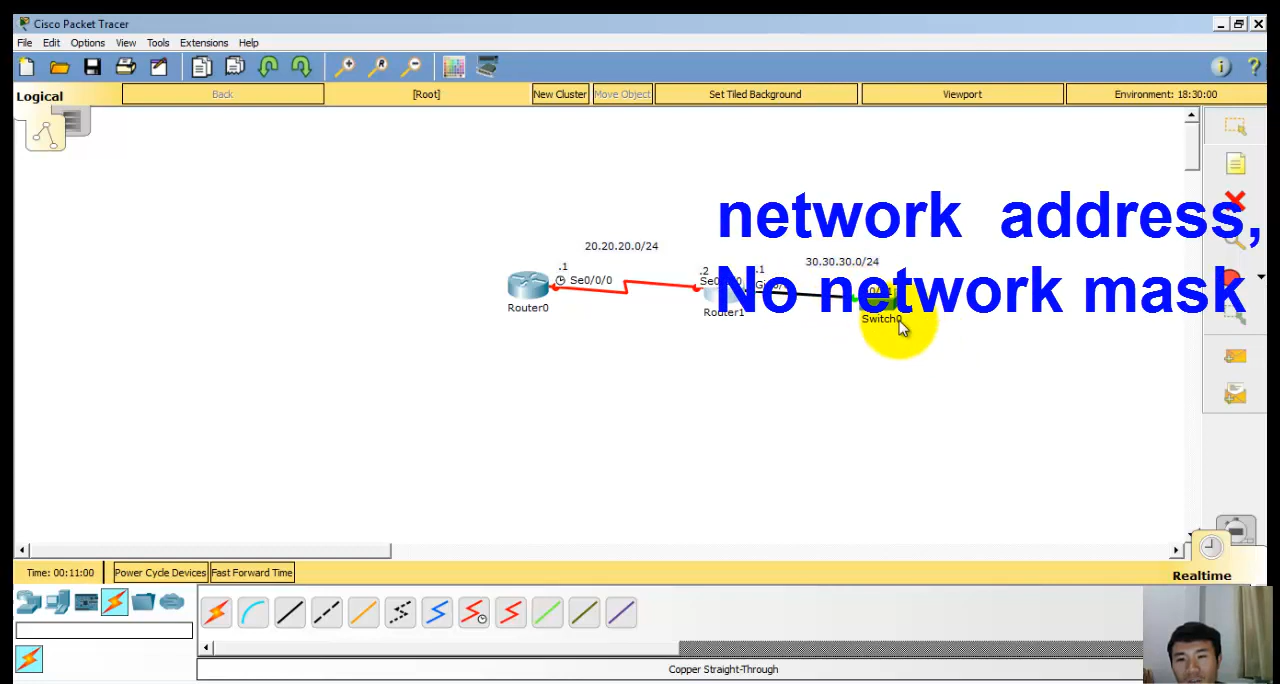 Cisco Packet Tracer
File Edit Options View Tools Extensions Help
Logical
Back
[Root]
New Cluster
Move Object
Set Tiled Background
Viewport
Environment: 18:30:00
network address,
No network mask
20.20.20.0/24
30.30.30.0/24
.1
Se0/0/0
.2
.1
Router0
Router1
Switch0
Time: 00:11:00
Power Cycle Devices
Fast Forward Time
Realtime
Copper Straight-Through